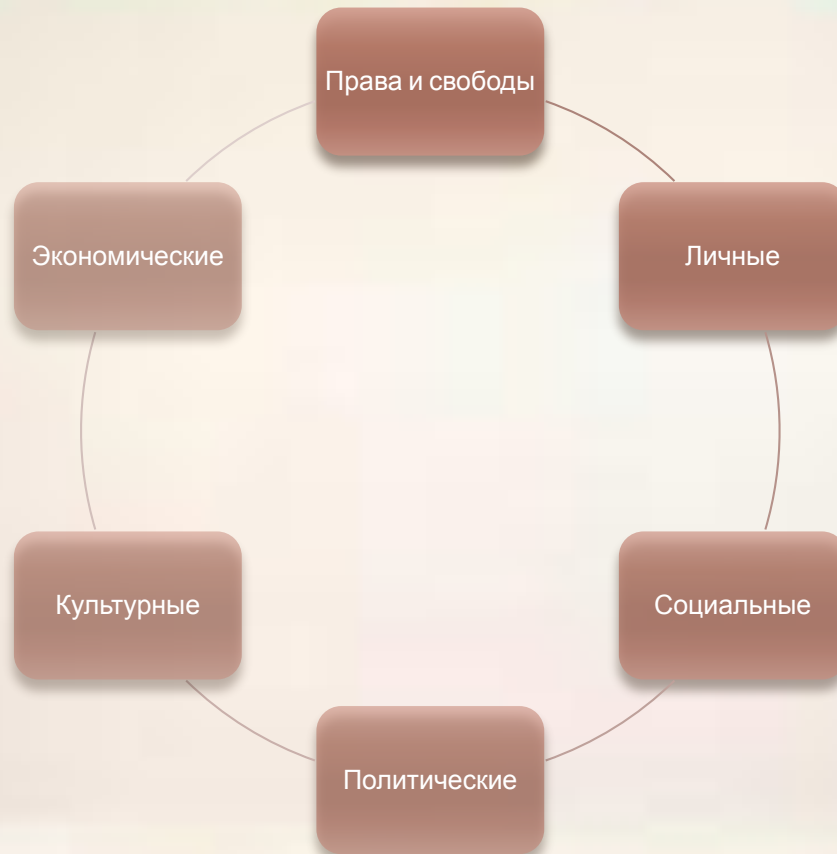 Права и свободы
Личные
Социальные
Политические
Культурные
Экономические